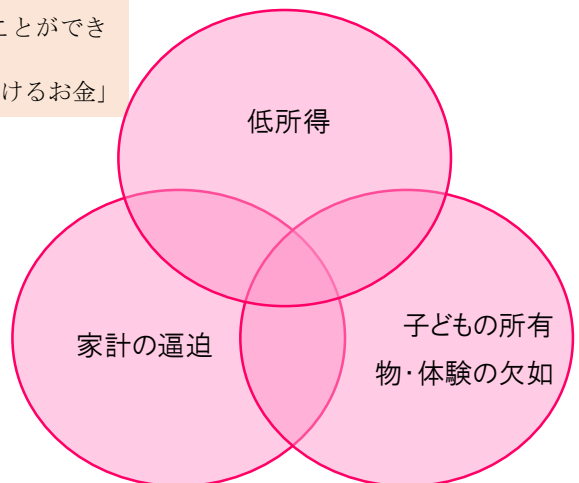 ことができ
けるお金」
低所得
家計の逼迫
子どもの所有
物・体験の欠如